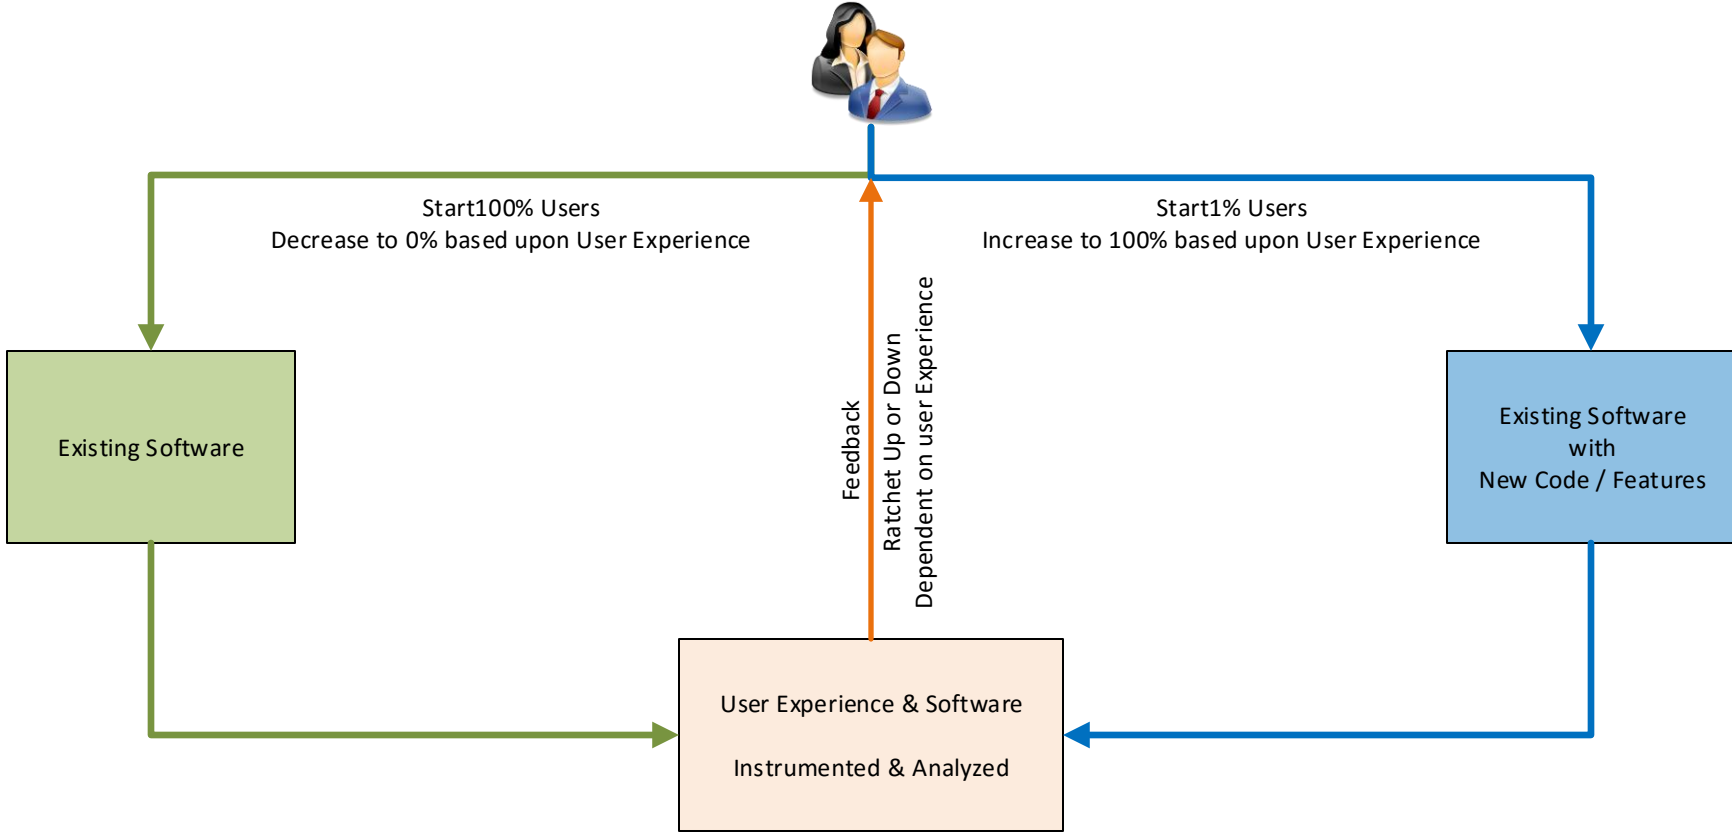 Start100% Users
Decrease to 0% based upon User Experience
Start1% Users
Increase to 100% based upon User Experience
Feedback
Ratchet Up or Down
Dependent on user Experience
Existing Software
Existing Software
with
New Code / Features
User Experience & Software
Instrumented & Analyzed